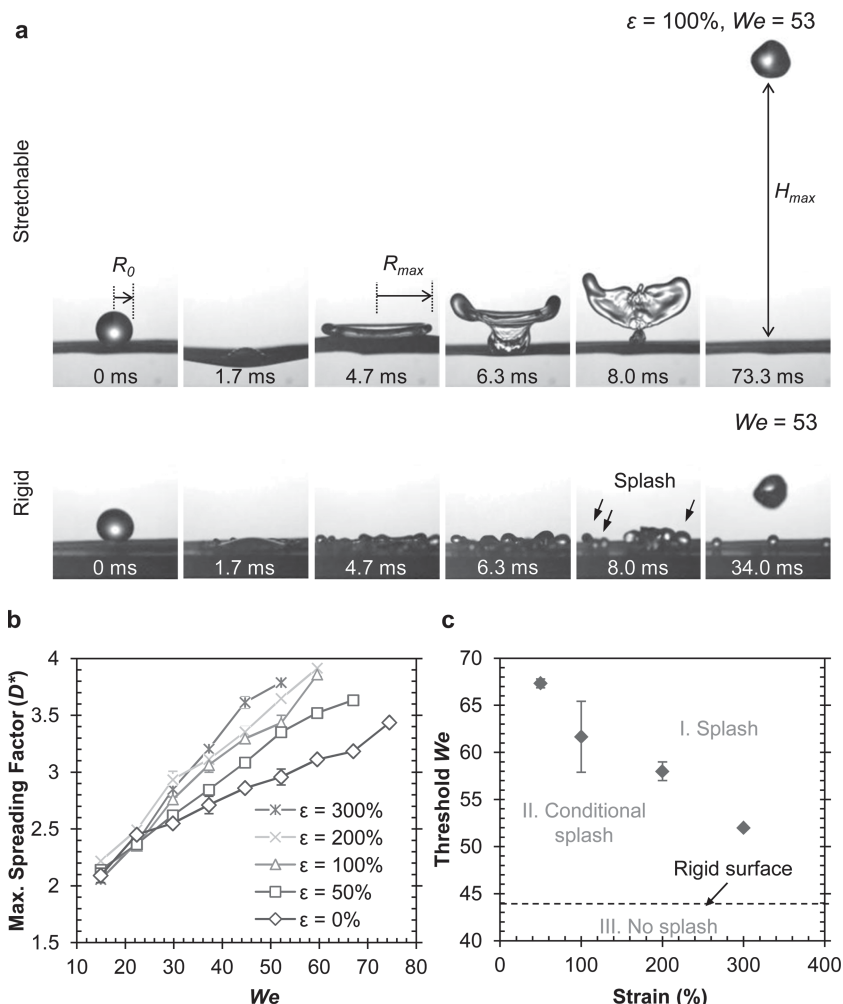 a
ε = 100%, We = 53
Stretchable
R0
Rmax
Hmax
0 ms
1.7 ms
4.7 ms
6.3 ms
8.0 ms
73.3 ms
We = 53
Rigid
Splash
0 ms
1.7 ms
4.7 ms
6.3 ms
8.0 ms
34.0 ms
b
Max. Spreading Factor (D*)
4
3.5
3
2.5
2
1.5
ε = 300%
ε = 200%
ε = 100%
ε = 50%
ε = 0%
10 20 30 40 50 60 70 80
We
c
Threshold We
70
65
60
55
50
45
40
I. Splash
II. Conditional
splash
Rigid surface
III. No splash
0 100 200 300 400
Strain (%)